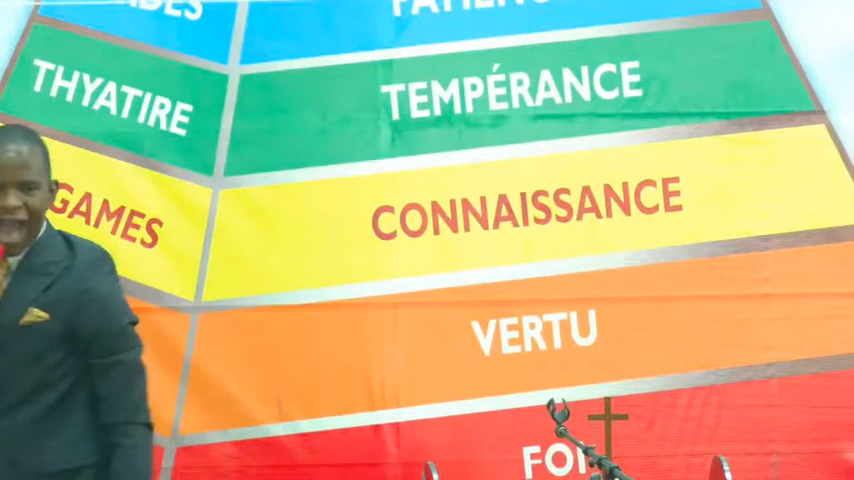 THYATIRE TEMPÉRANCE
GAMES CONNAISSANCE
VERTU
FOI